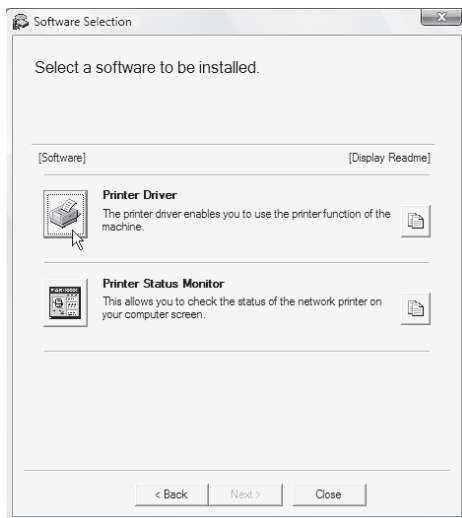 Software Selection
Select a software to be installed.
[Software] [Display Readme]
Printer Driver
The printer driver enables you to use the printer function of the
machine.
Printer Status Monitor
This allows you to check the status of the network printer on
your computer screen.
< Back Next > Close